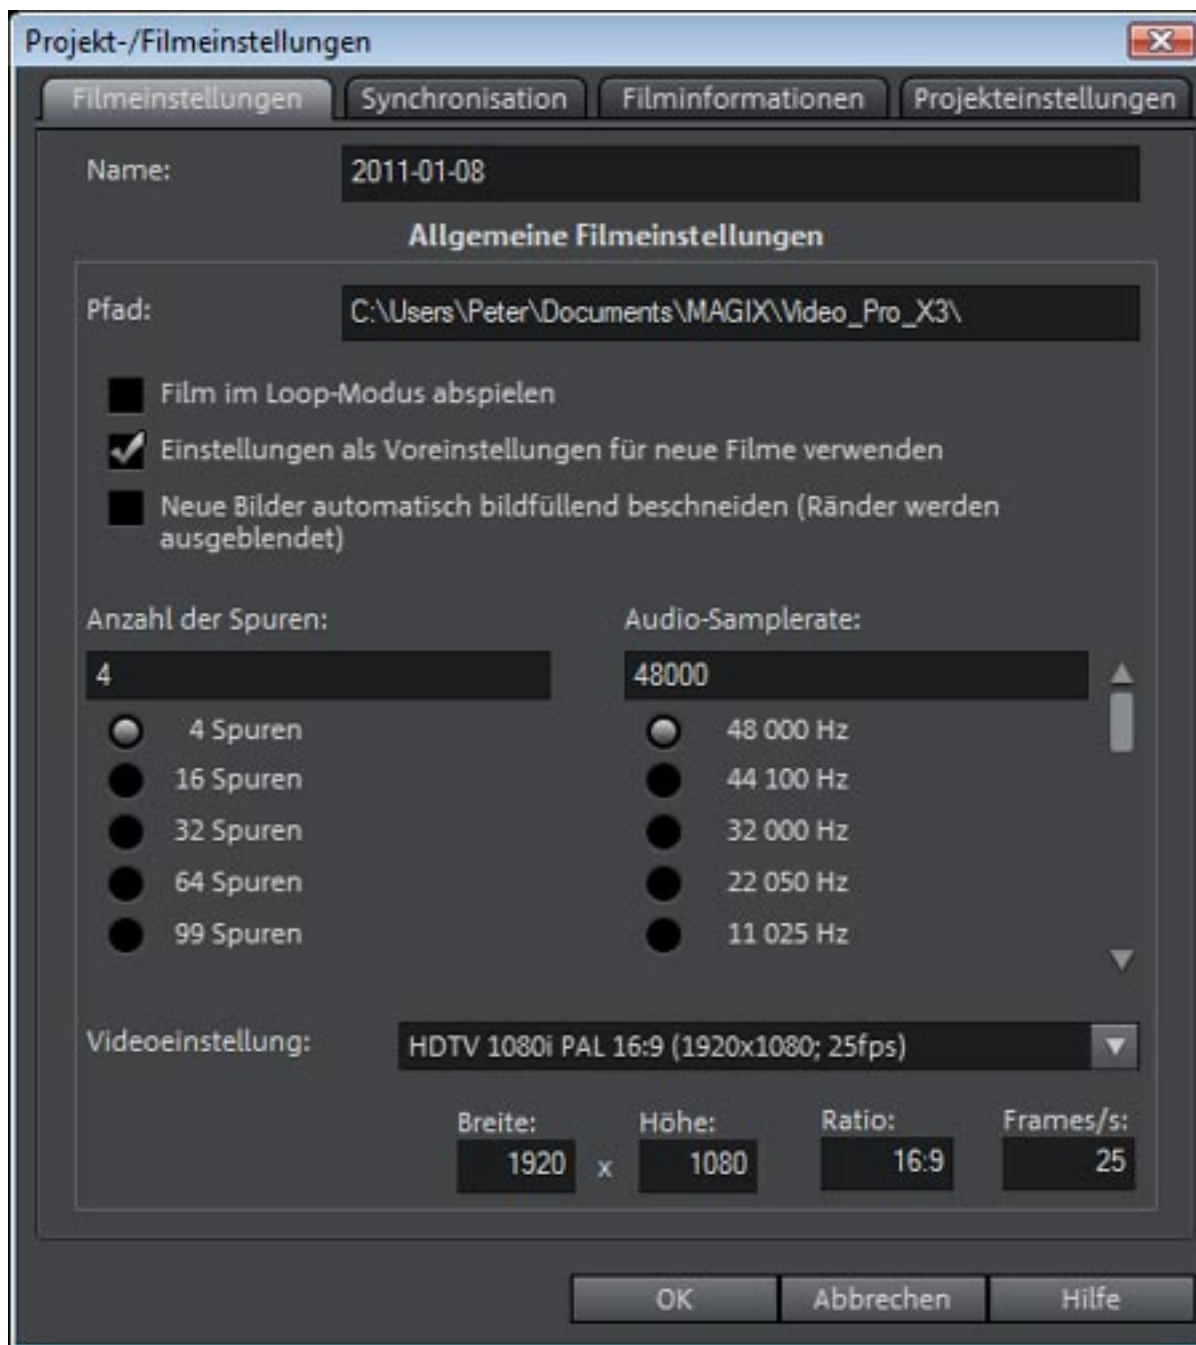 Projekt-/Filmeinstellungen
Filmeinstellungen Synchronisation Filminformationen Projekteinstellungen
Name: 2011-01-08
Allgemeine Filmeinstellungen
Pfad: C:\Users\Peter\Documents\MAGIX\Video_Pro_X3\
Film im Loop-Modus abspielen
Einstellungen als Voreinstellungen für neue Filme verwenden
Neue Bilder automatisch bildfüllend beschneiden (Ränder werden
ausgeblendet)
Anzahl der Spuren: Audio-Samplerate:
4 48000
4 Spuren 48 000 Hz
16 Spuren 44 100 Hz
32 Spuren 32 000 Hz
64 Spuren 22 050 Hz
99 Spuren 11 025 Hz
Videoeinstellung: HDTV 1080i PAL 16:9 (1920x1080; 25fps)
Breite: Höhe: Ratio: Frames/s:
1920 x 1080 16:9 25
OK Abbrechen Hilfe